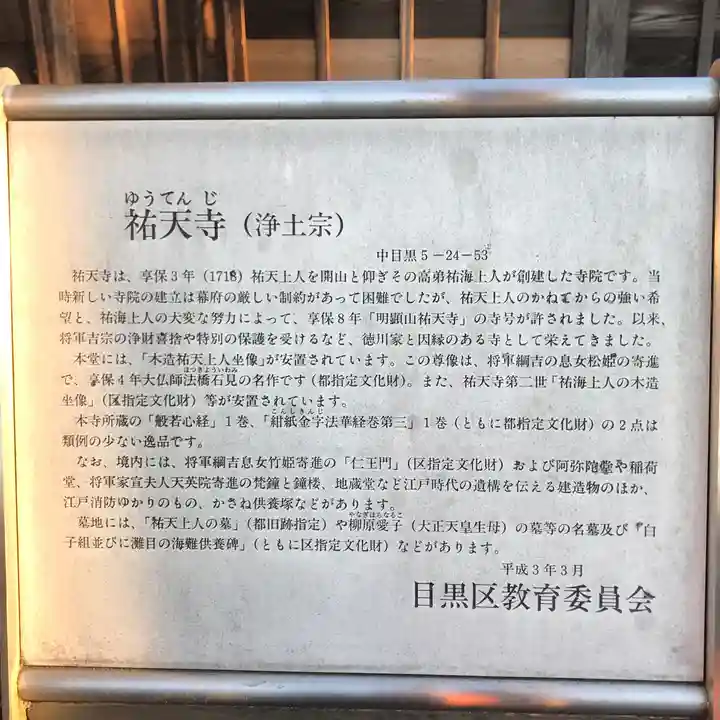 ゆうてんじ
祐天寺（浄土宗）
中目黒5－24－53
祐天寺は、享保3年（1718）祐天上人を開山と仰ぎその高弟祐海上人が創建した寺院です。当
時新しい寺院の建立は幕府の厳しい制約があって困難でしたが、祐天上人のかねてからの強い希
望と、祐海上人の大変な努力によって、享保8年「明顕山祐天寺」の寺号が許されました。以来、
将軍吉宗の浄財喜捨や特別の保護を受けるなど、徳川家と因縁のある寺として栄えてきました。
本堂には、「木造祐天上人坐像」が安置されています。この尊像は、将軍綱吉の息女松姫の寄進
ほっきょういわみ
で、享保4年大仏師法橋石見の名作です（都指定文化財）。また、祐天寺第二世「祐海上人の木造
坐像」（区指定文化財）等が安置されています。
こんしきんじ
本寺所蔵の「般若心経」1巻、「紺紙金字法華経巻第三」1巻（ともに都指定文化財）の2点は
類例の少ない逸品です。
なお、境内には、将軍綱吉息女竹姫寄進の「仁王門」（区指定文化財）および阿弥陀堂や稲荷
堂、将軍家宣夫人天英院寄進の梵鐘と鐘楼、地蔵堂など江戸時代の遺構を伝える建造物のほか、
江戸消防ゆかりのもの、かさね供養塚などがあります。
やなぎはらなるこ
墓地には、「祐天上人の墓」（都旧跡指定）や柳原愛子（大正天皇生母）の墓等の名墓及び「白
子組並びに灘目の海難供養碑」（ともに区指定文化財）などがあります。
平成3年3月
目黒区教育委員会